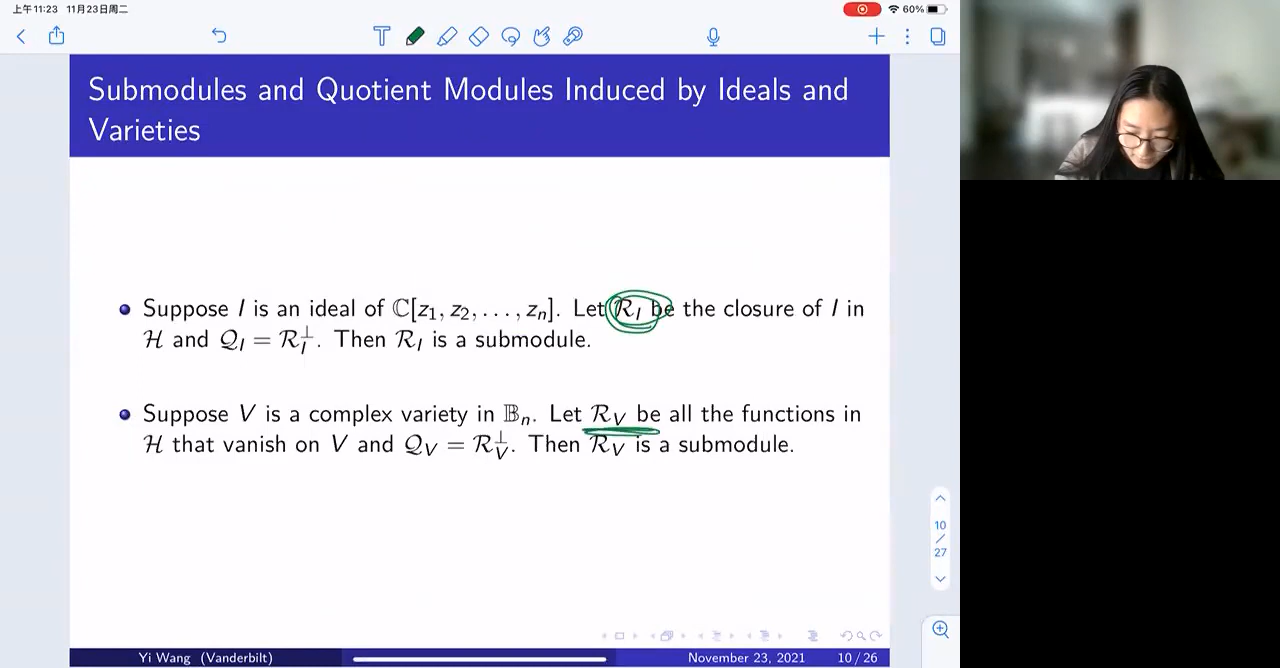 上午11:23 11月23日周二
60%
Submodules and Quotient Modules Induced by Ideals and
Varieties
Suppose I is an ideal of ℂ[z₁, z₂, . . . , zₙ]. Let ℛ_I be the closure of I in
ℋ and 𝒬_I = ℛ_I^⊥. Then ℛ_I is a submodule.
Suppose V is a complex variety in 𝔹ₙ. Let ℛ_V be all the functions in
ℋ that vanish on V and 𝒬_V = ℛ_V^⊥. Then ℛ_V is a submodule.
10
/
27
Yi Wang (Vanderbilt) November 23, 2021 10 / 26